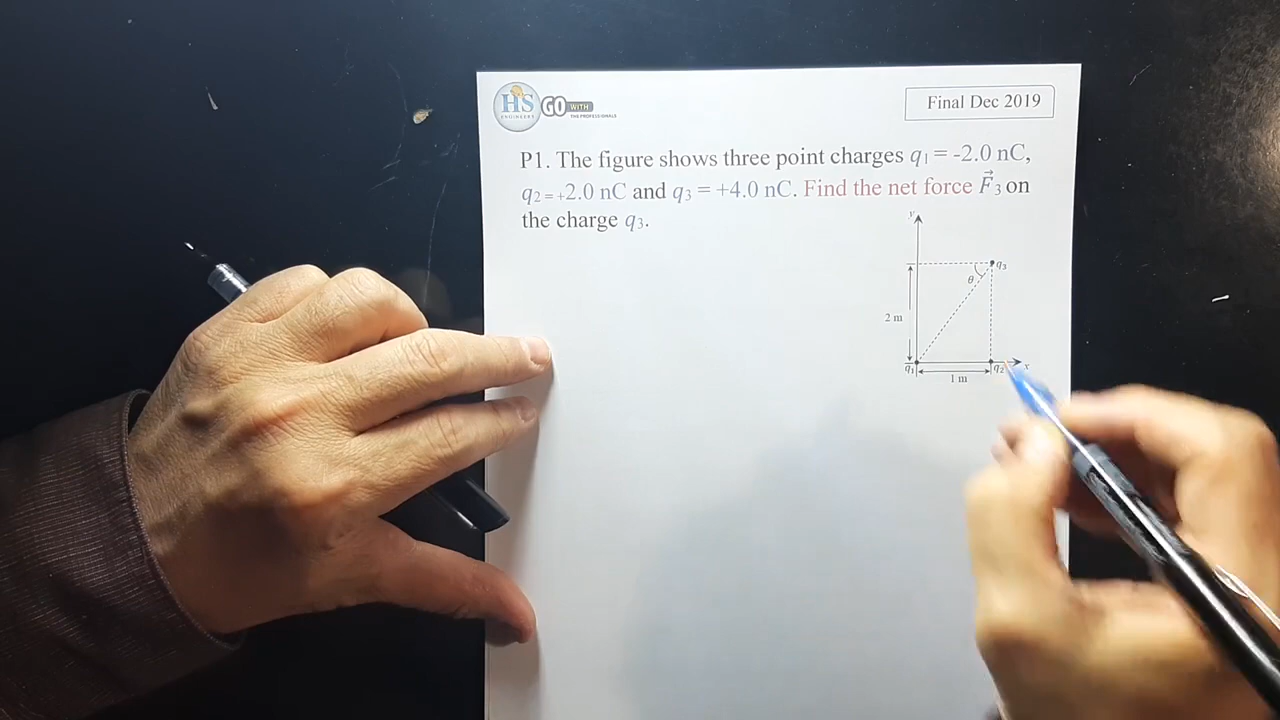 HS
ENGINEERS
GO WITH
THE PROFESSIONALS
Final Dec 2019
P1. The figure shows three point charges q1 = -2.0 nC,
q2 = +2.0 nC and q3 = +4.0 nC. Find the net force F⃗3 on
the charge q3.
y
q3
θ
2 m
q1
q2
x
1 m